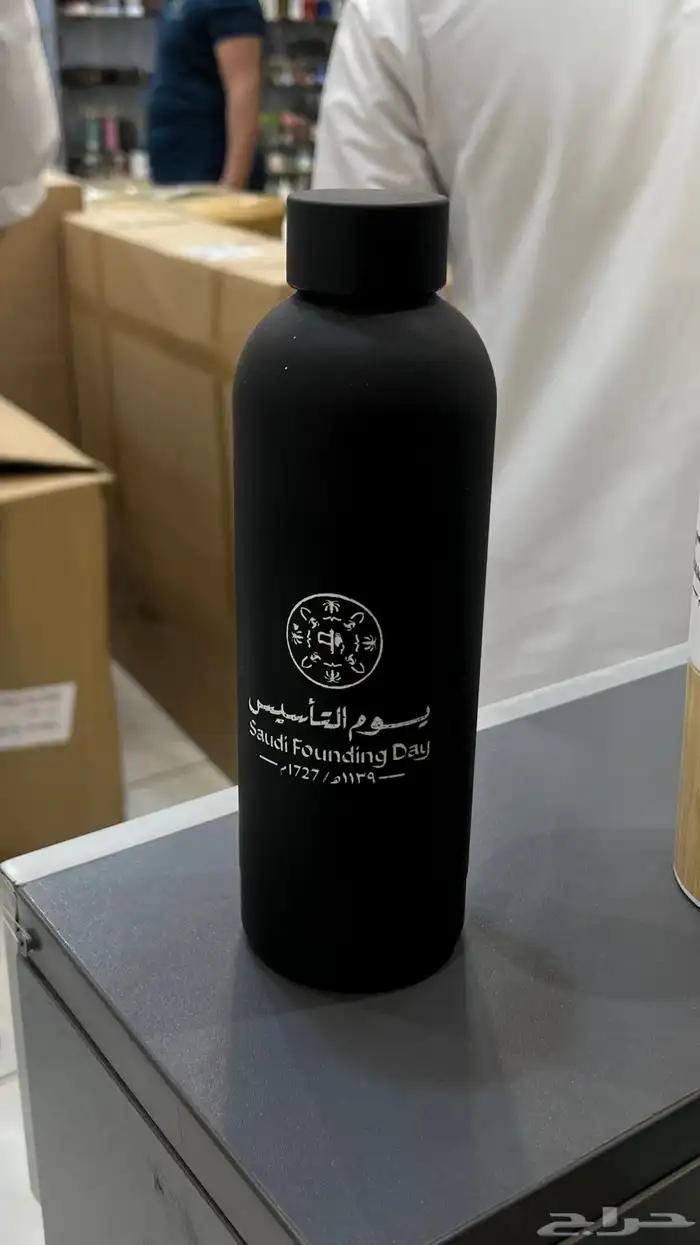 يوم التأسيس
Saudi Founding Day
١١٣٩هـ / 1727م
حراج